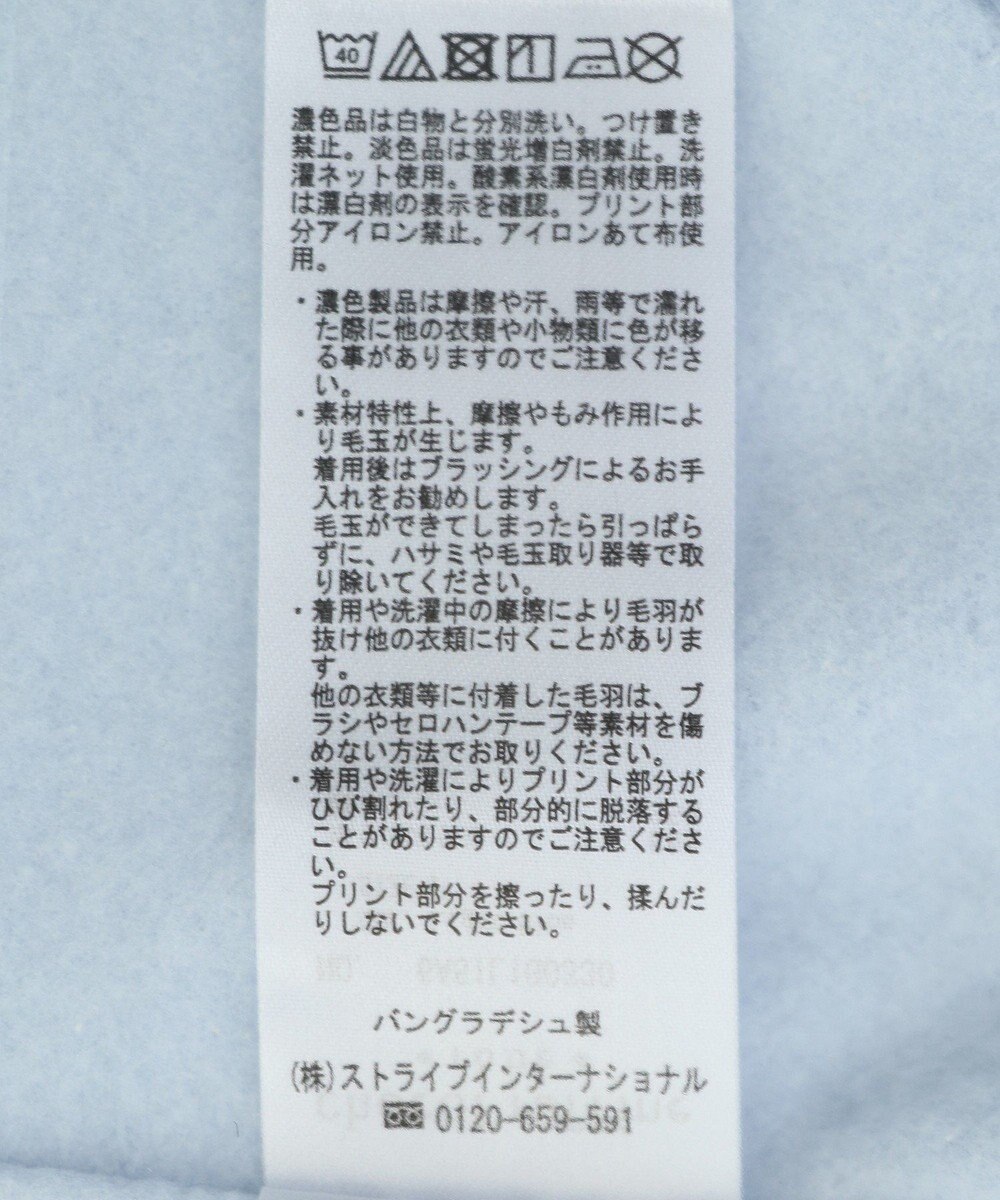 40
濃色品は白物と分別洗い。つけ置き
禁止。淡色品は蛍光増白剤禁止。洗
濯ネット使用。酸素系漂白剤使用時
は漂白剤の表示を確認。プリント部
分アイロン禁止。アイロンあて布使
用。
・濃色製品は摩擦や汗、雨等で濡れ
た際に他の衣類や小物類に色が移
る事がありますのでご注意くださ
い。
・素材特性上、摩擦やもみ作用によ
り毛玉が生じます。
着用後はブラッシングによるお手
入れをお勧めします。
毛玉ができてしまったら引っぱら
ずに、ハサミや毛玉取り器等で取
り除いてください。
・着用や洗濯中の摩擦により毛羽が
抜け他の衣類に付くことがありま
す。
他の衣類等に付着した毛羽は、ブ
ラシやセロハンテープ等素材を傷
めない方法でお取りください。
・着用や洗濯によりプリント部分が
ひび割れたり、部分的に脱落する
ことがありますのでご注意くださ
い。
プリント部分を擦ったり、揉んだ
りしないでください。
バングラデシュ製
(株)ストライプインターナショナル
0120-659-591